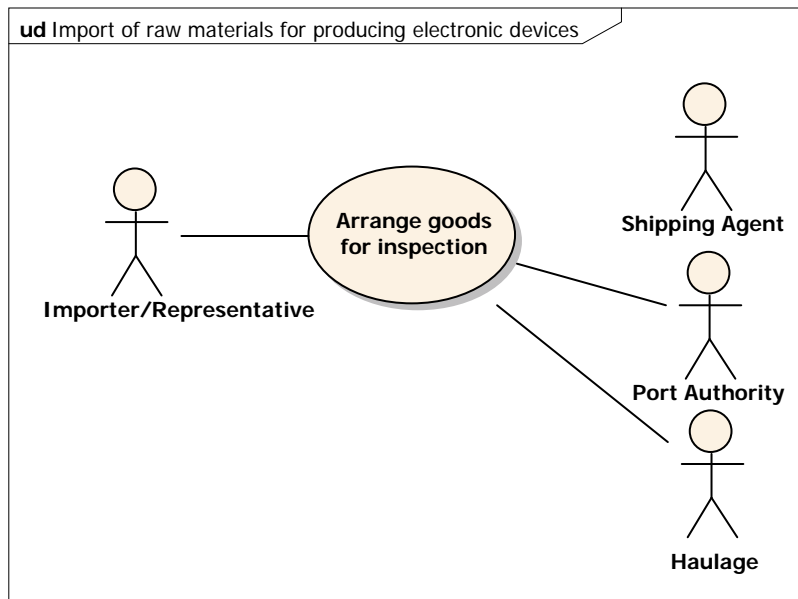 ud Import of raw materials for producing electronic devices
Shipping Agent
Arrange goods
for inspection
Importer/Representative
Port Authority
Haulage